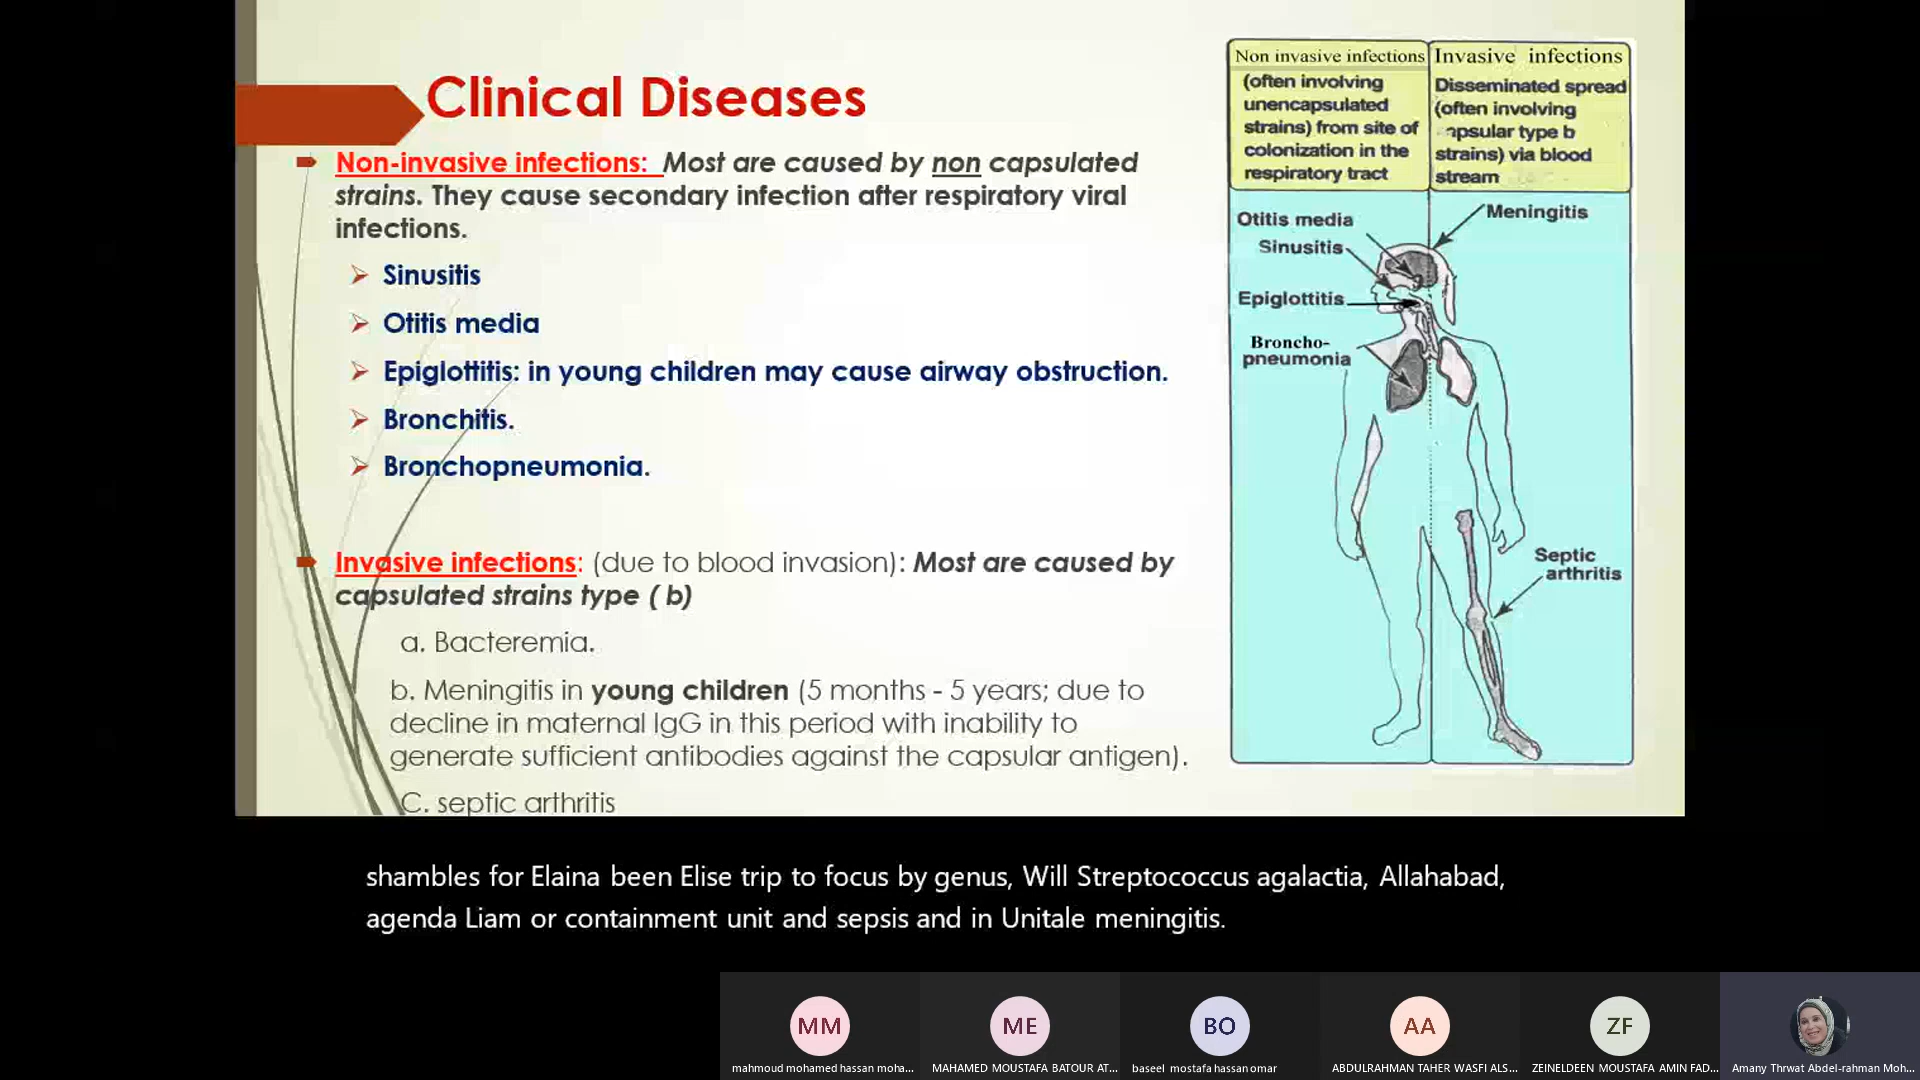 Clinical Diseases
Non-invasive infections: Most are caused by non capsulated
strains. They cause secondary infection after respiratory viral
infections.
Sinusitis
Otitis media
Epiglottitis: in young children may cause airway obstruction.
Bronchitis.
Bronchopneumonia.
Invasive infections: (due to blood invasion): Most are caused by
capsulated strains type ( b)
a. Bacteremia.
b. Meningitis in young children (5 months - 5 years; due to
decline in maternal IgG in this period with inability to
generate sufficient antibodies against the capsular antigen).
C. septic arthritis
Non invasive infections
(often involving
unencapsulated
strains) from site of
colonization in the
respiratory tract
Invasive infections
Disseminated spread
(often involving
apsular type b
strains) via blood
stream
Otitis media
Sinusitis
Epiglottitis
Broncho-
pneumonia
Meningitis
Septic
arthritis
shambles for Elaina been Elise trip to focus by genus, Will Streptococcus agalactia, Allahabad,
agenda Liam or containment unit and sepsis and in Unitale meningitis.
MM
ME
BO
AA
ZF
mahmoud mohamed hassan moha...
MAHAMED MOUSTAFA BATOUR AT...
baseel mostafa hassan omar
ABDULRAHMAN TAHER WASFI ALS...
ZEINELDEEN MOUSTAFA AMIN FAD...
Amany Thrwat Abdel-rahman Moh...